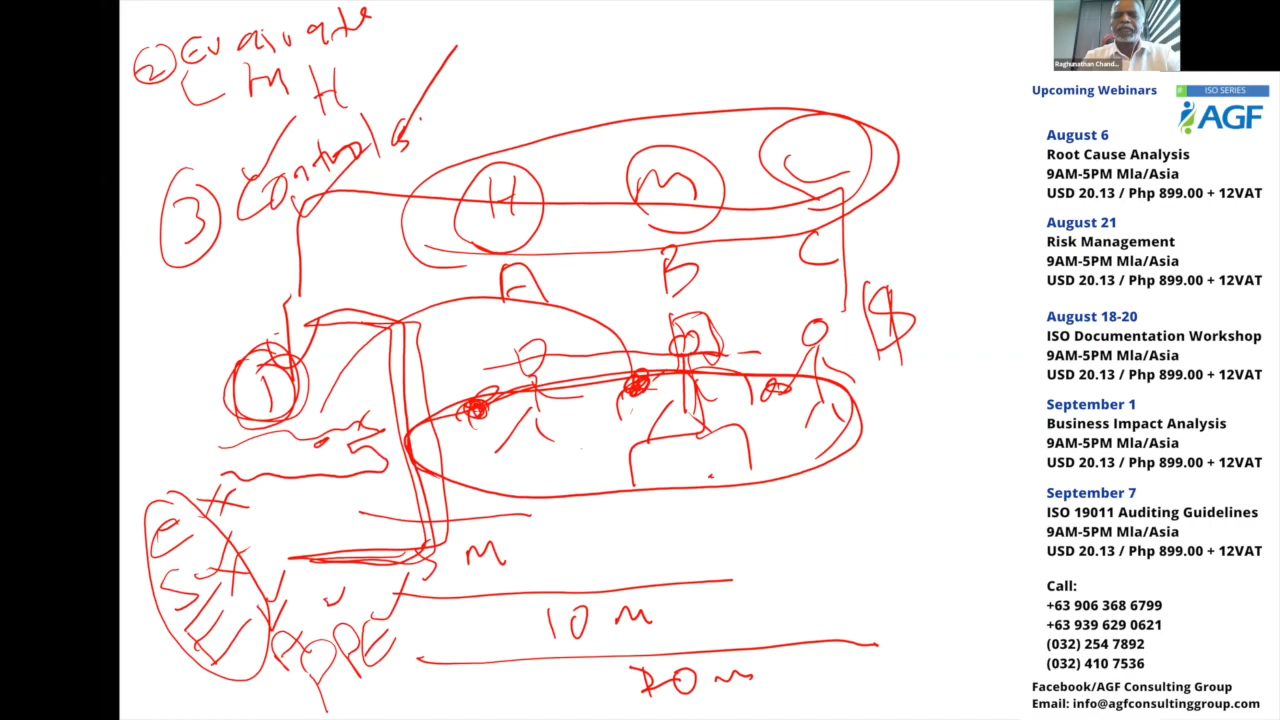 ② Evaluate
L M H
③ Controls
H M C
A B C
$
①
M
10 m
20 m
E
S
E
A PPE
Raghunathan Chand...
Upcoming Webinars
ISO SERIES
AGF
August 6
Root Cause Analysis
9AM-5PM Mla/Asia
USD 20.13 / Php 899.00 + 12VAT
August 21
Risk Management
9AM-5PM Mla/Asia
USD 20.13 / Php 899.00 + 12VAT
August 18-20
ISO Documentation Workshop
9AM-5PM Mla/Asia
USD 20.13 / Php 899.00 + 12VAT
September 1
Business Impact Analysis
9AM-5PM Mla/Asia
USD 20.13 / Php 899.00 + 12VAT
September 7
ISO 19011 Auditing Guidelines
9AM-5PM Mla/Asia
USD 20.13 / Php 899.00 + 12VAT
Call:
+63 906 368 6799
+63 939 629 0621
(032) 254 7892
(032) 410 7536
Facebook/AGF Consulting Group
Email: info@agfconsultinggroup.com